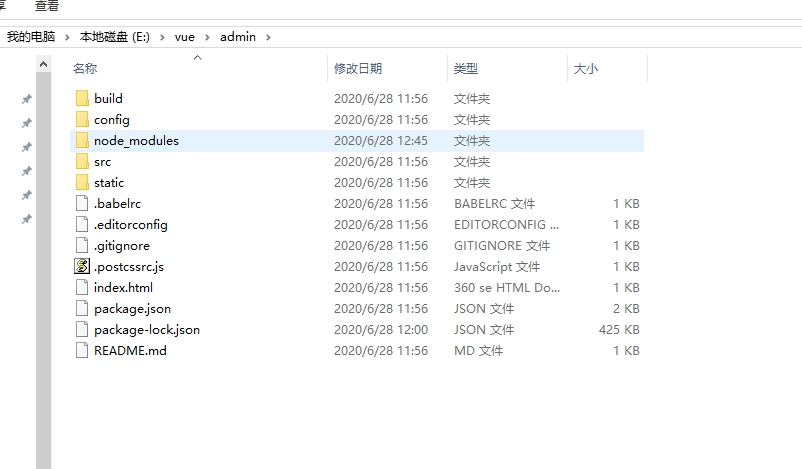 享 查看
我的电脑 > 本地磁盘 (E:) > vue > admin >
名称 修改日期 类型 大小
build 2020/6/28 11:56 文件夹
config 2020/6/28 11:56 文件夹
node_modules 2020/6/28 12:45 文件夹
src 2020/6/28 11:56 文件夹
static 2020/6/28 11:56 文件夹
.babelrc 2020/6/28 11:56 BABELRC 文件 1 KB
.editorconfig 2020/6/28 11:56 EDITORCONFIG ... 1 KB
.gitignore 2020/6/28 11:56 GITIGNORE 文件 1 KB
.postcssrc.js 2020/6/28 11:56 JavaScript 文件 1 KB
index.html 2020/6/28 11:56 360 se HTML Do... 1 KB
package.json 2020/6/28 11:56 JSON 文件 2 KB
package-lock.json 2020/6/28 12:00 JSON 文件 425 KB
README.md 2020/6/28 11:56 MD 文件 1 KB